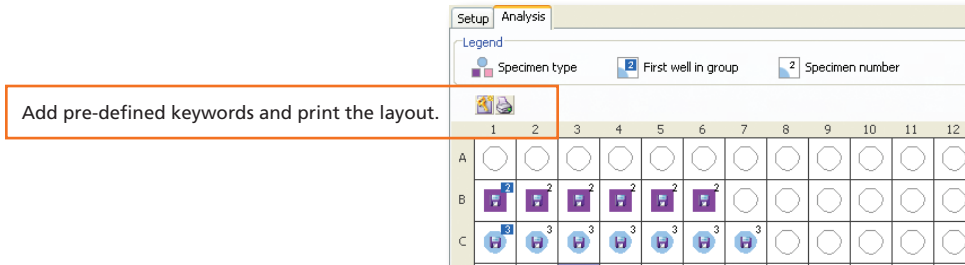 Setup Analysis
Legend
Specimen type 2 First well in group 2 Specimen number
Add pre-defined keywords and print the layout.
1 2 3 4 5 6 7 8 9 10 11 12
A
B 2 2 2 2 2 2
C 3 3 3 3 3 3 3